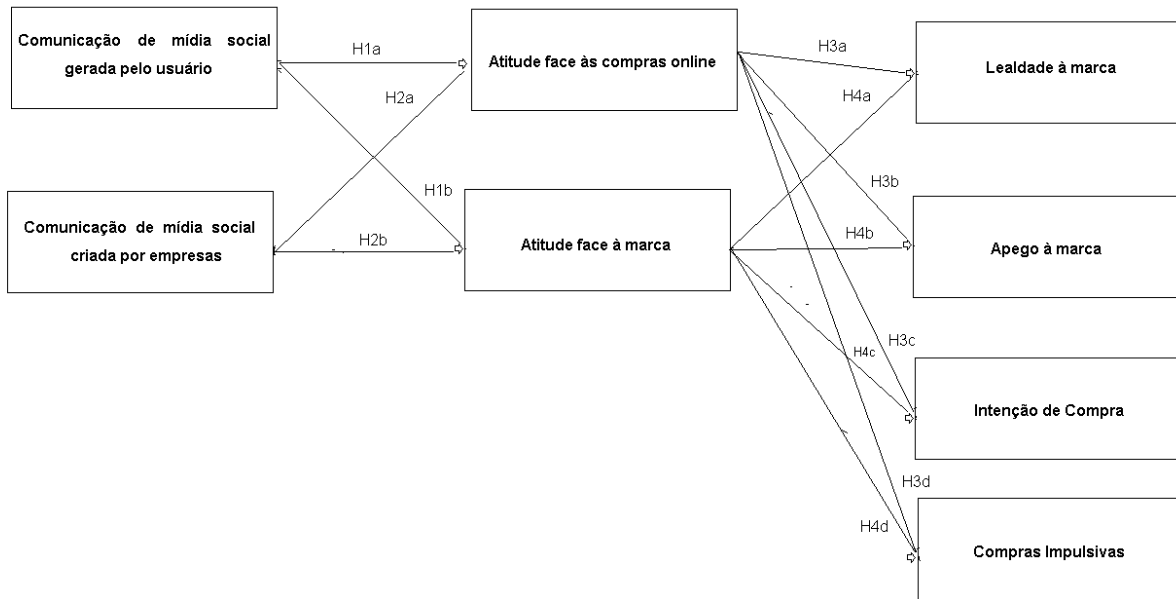 Comunicação de mídia social
gerada pelo usuário
H1a
Atitude face às compras online
H3a
Lealdade à marca
H2a
H4a
H1b
H3b
Comunicação de mídia social
criada por empresas
H2b
Atitude face à marca
H4b
Apego à marca
H3c
H4c
Intenção de Compra
H3d
H4d
Compras Impulsivas